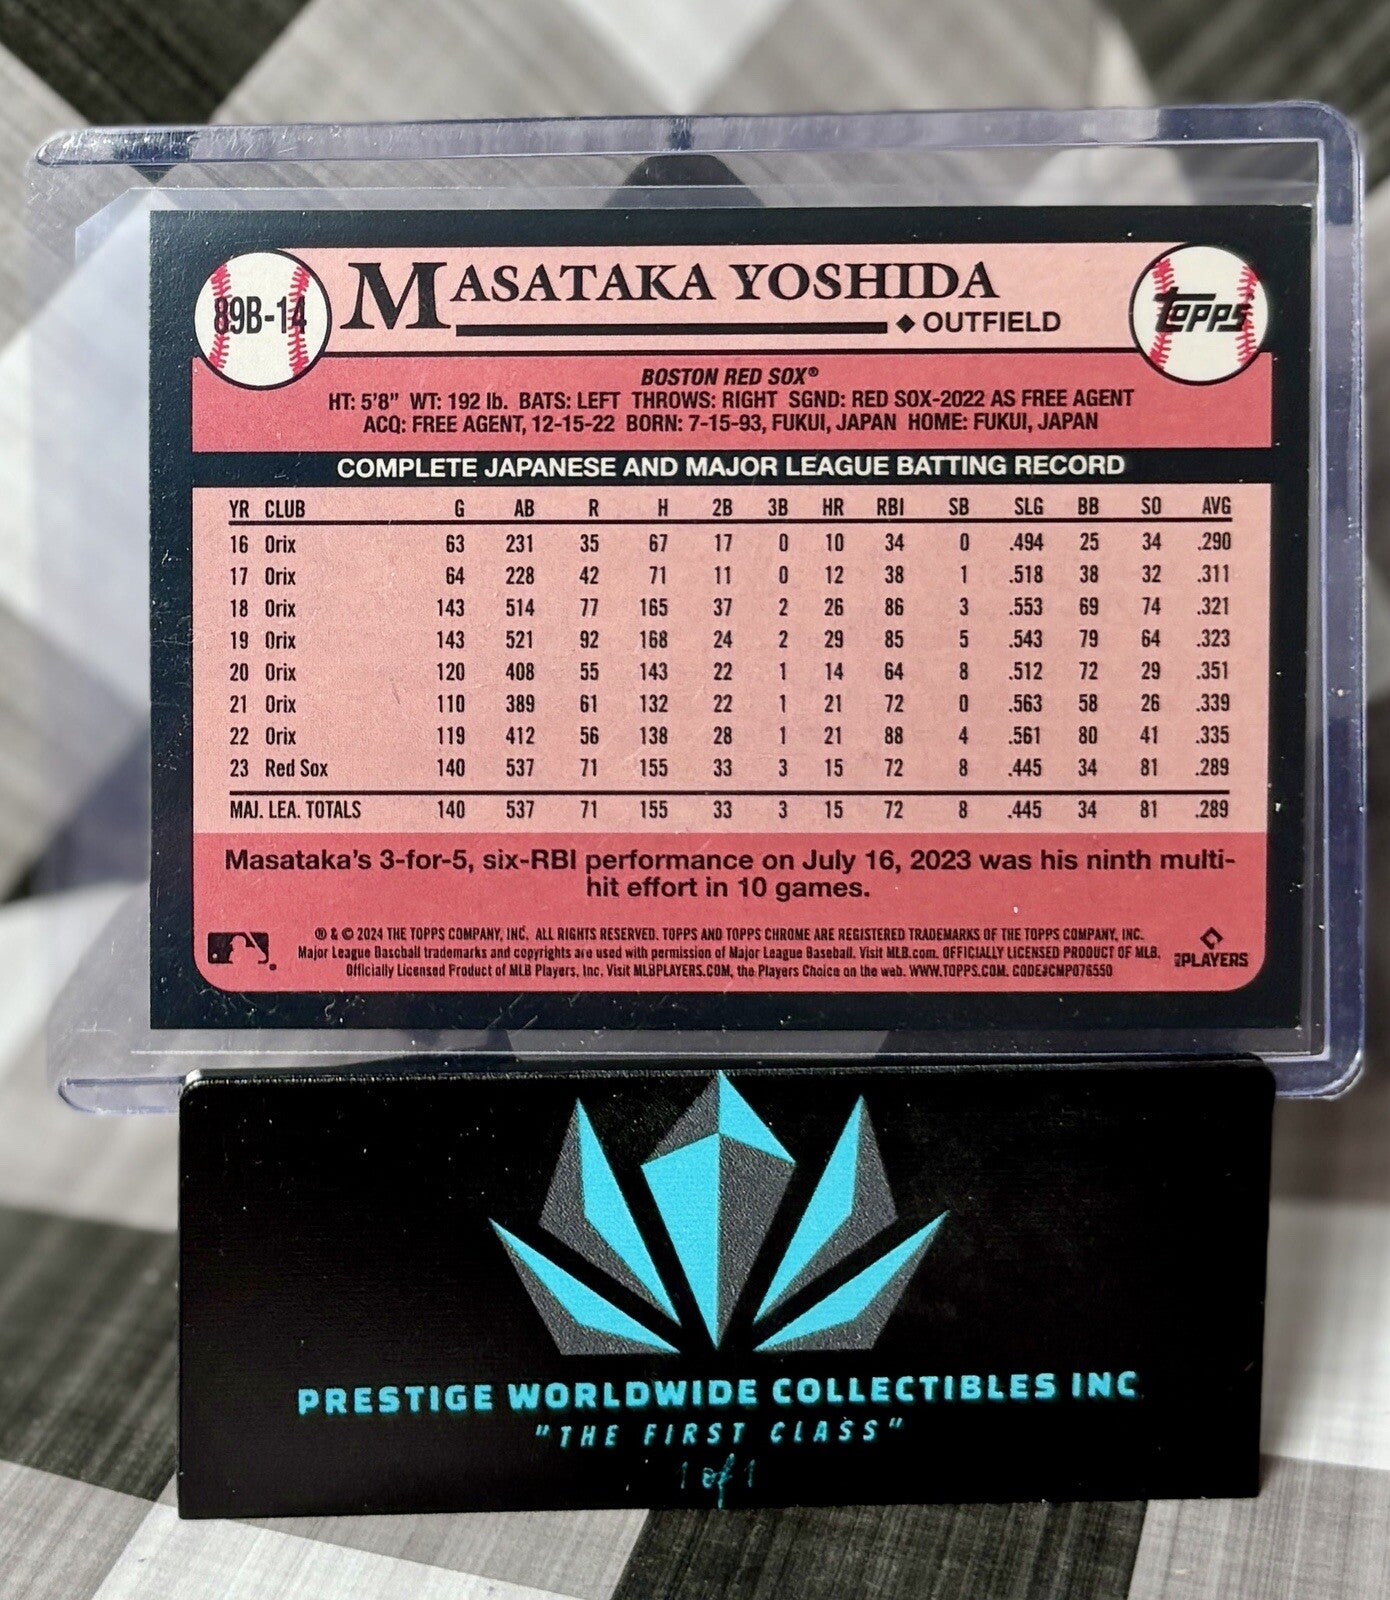 89B-14
MASATAKA YOSHIDA
◆ OUTFIELD
topps
BOSTON RED SOX®
HT: 5'8" WT: 192 lb. BATS: LEFT THROWS: RIGHT SGND: RED SOX-2022 AS FREE AGENT
ACQ: FREE AGENT, 12-15-22 BORN: 7-15-93, FUKUI, JAPAN HOME: FUKUI, JAPAN
COMPLETE JAPANESE AND MAJOR LEAGUE BATTING RECORD
YR CLUB G AB R H 2B 3B HR RBI SB SLG BB SO AVG
16 Orix 63 231 35 67 17 0 10 34 0 .494 25 34 .290
17 Orix 64 228 42 71 11 0 12 38 1 .518 38 32 .311
18 Orix 143 514 77 165 37 2 26 86 3 .553 69 74 .321
19 Orix 143 521 92 168 24 2 29 85 5 .543 79 64 .323
20 Orix 120 408 55 143 22 1 14 64 8 .512 72 29 .351
21 Orix 110 389 61 132 22 1 21 72 0 .563 58 26 .339
22 Orix 119 412 56 138 28 1 21 88 4 .561 80 41 .335
23 Red Sox 140 537 71 155 33 3 15 72 8 .445 34 81 .289
MAJ. LEA. TOTALS 140 537 71 155 33 3 15 72 8 .445 34 81 .289
Masataka's 3-for-5, six-RBI performance on July 16, 2023 was his ninth multi-
hit effort in 10 games.
® & © 2024 THE TOPPS COMPANY, INC. ALL RIGHTS RESERVED. TOPPS AND TOPPS CHROME ARE REGISTERED TRADEMARKS OF THE TOPPS COMPANY, INC.
Major League Baseball trademarks and copyrights are used with permission of Major League Baseball. Visit MLB.com. OFFICIALLY LICENSED PRODUCT OF MLB.
Officially Licensed Product of MLB Players, Inc. Visit MLBPLAYERS.COM, the Players Choice on the web. WWW.TOPPS.COM. CODE#CMP076550
MLB PLAYERS
PRESTIGE WORLDWIDE COLLECTIBLES INC
"THE FIRST CLASS"
1 of 1